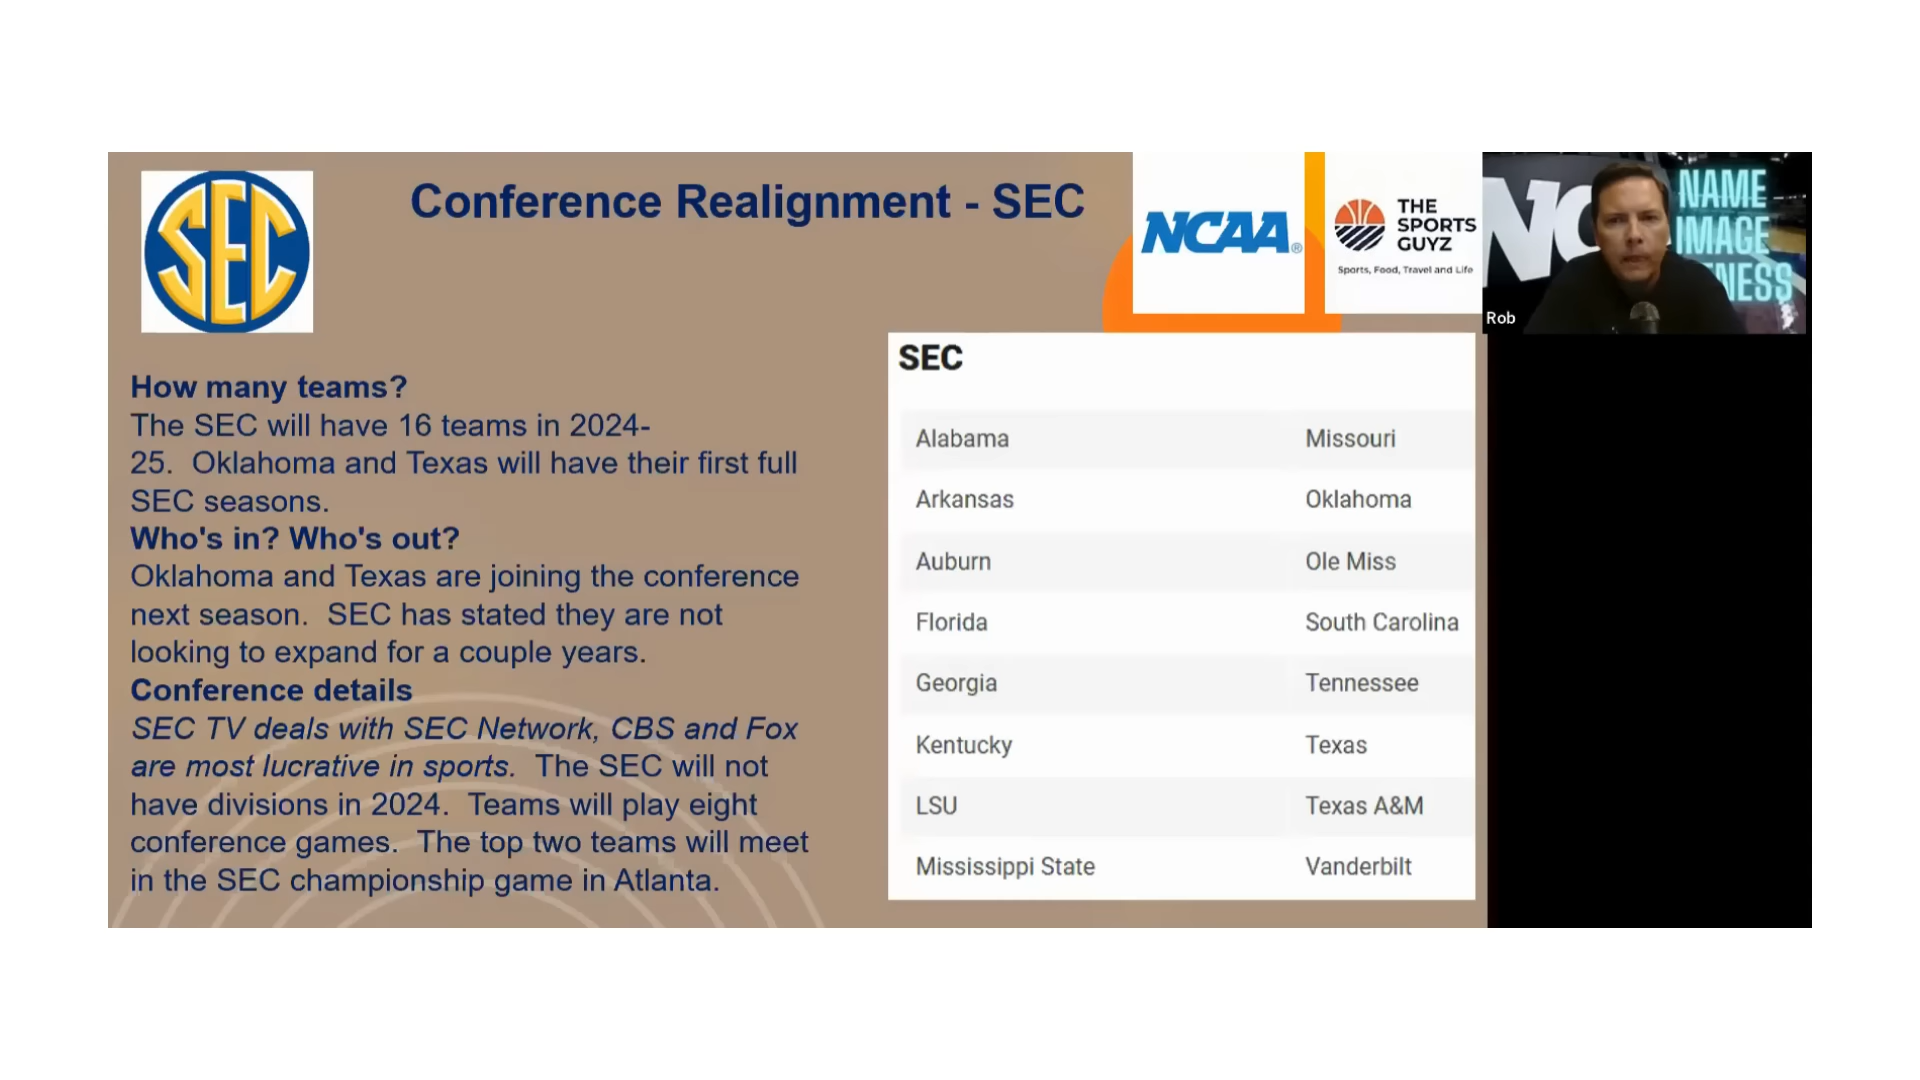 SEC
Conference Realignment - SEC
NCAA®
THE
SPORTS
GUYZ
Sports, Food, Travel and Life
NC
NAME
IMAGE
NESS
Rob
How many teams?
The SEC will have 16 teams in 2024-
25. Oklahoma and Texas will have their first full
SEC seasons.
Who's in? Who's out?
Oklahoma and Texas are joining the conference
next season. SEC has stated they are not
looking to expand for a couple years.
Conference details
SEC TV deals with SEC Network, CBS and Fox
are most lucrative in sports. The SEC will not
have divisions in 2024. Teams will play eight
conference games. The top two teams will meet
in the SEC championship game in Atlanta.
SEC
Alabama Missouri
Arkansas Oklahoma
Auburn Ole Miss
Florida South Carolina
Georgia Tennessee
Kentucky Texas
LSU Texas A&M
Mississippi State Vanderbilt